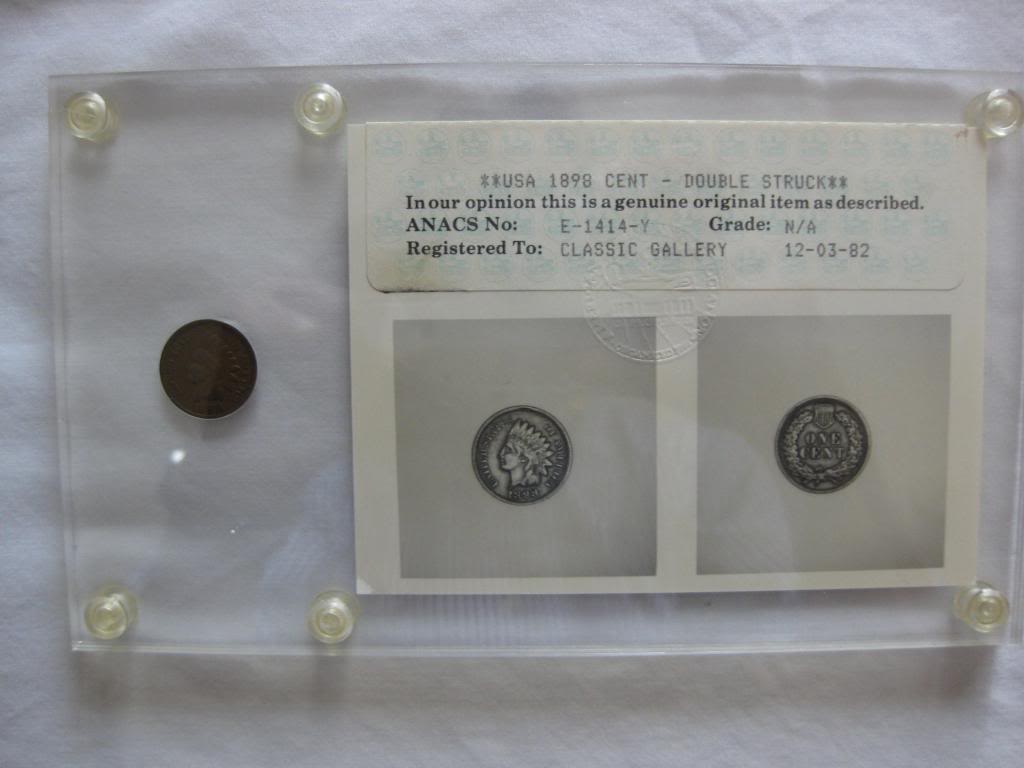 **USA 1898 CENT - DOUBLE STRUCK**
In our opinion this is a genuine original item as described.
ANACS No: E-1414-Y Grade: N/A
Registered To: CLASSIC GALLERY 12-03-82
1898
ONE
CENT